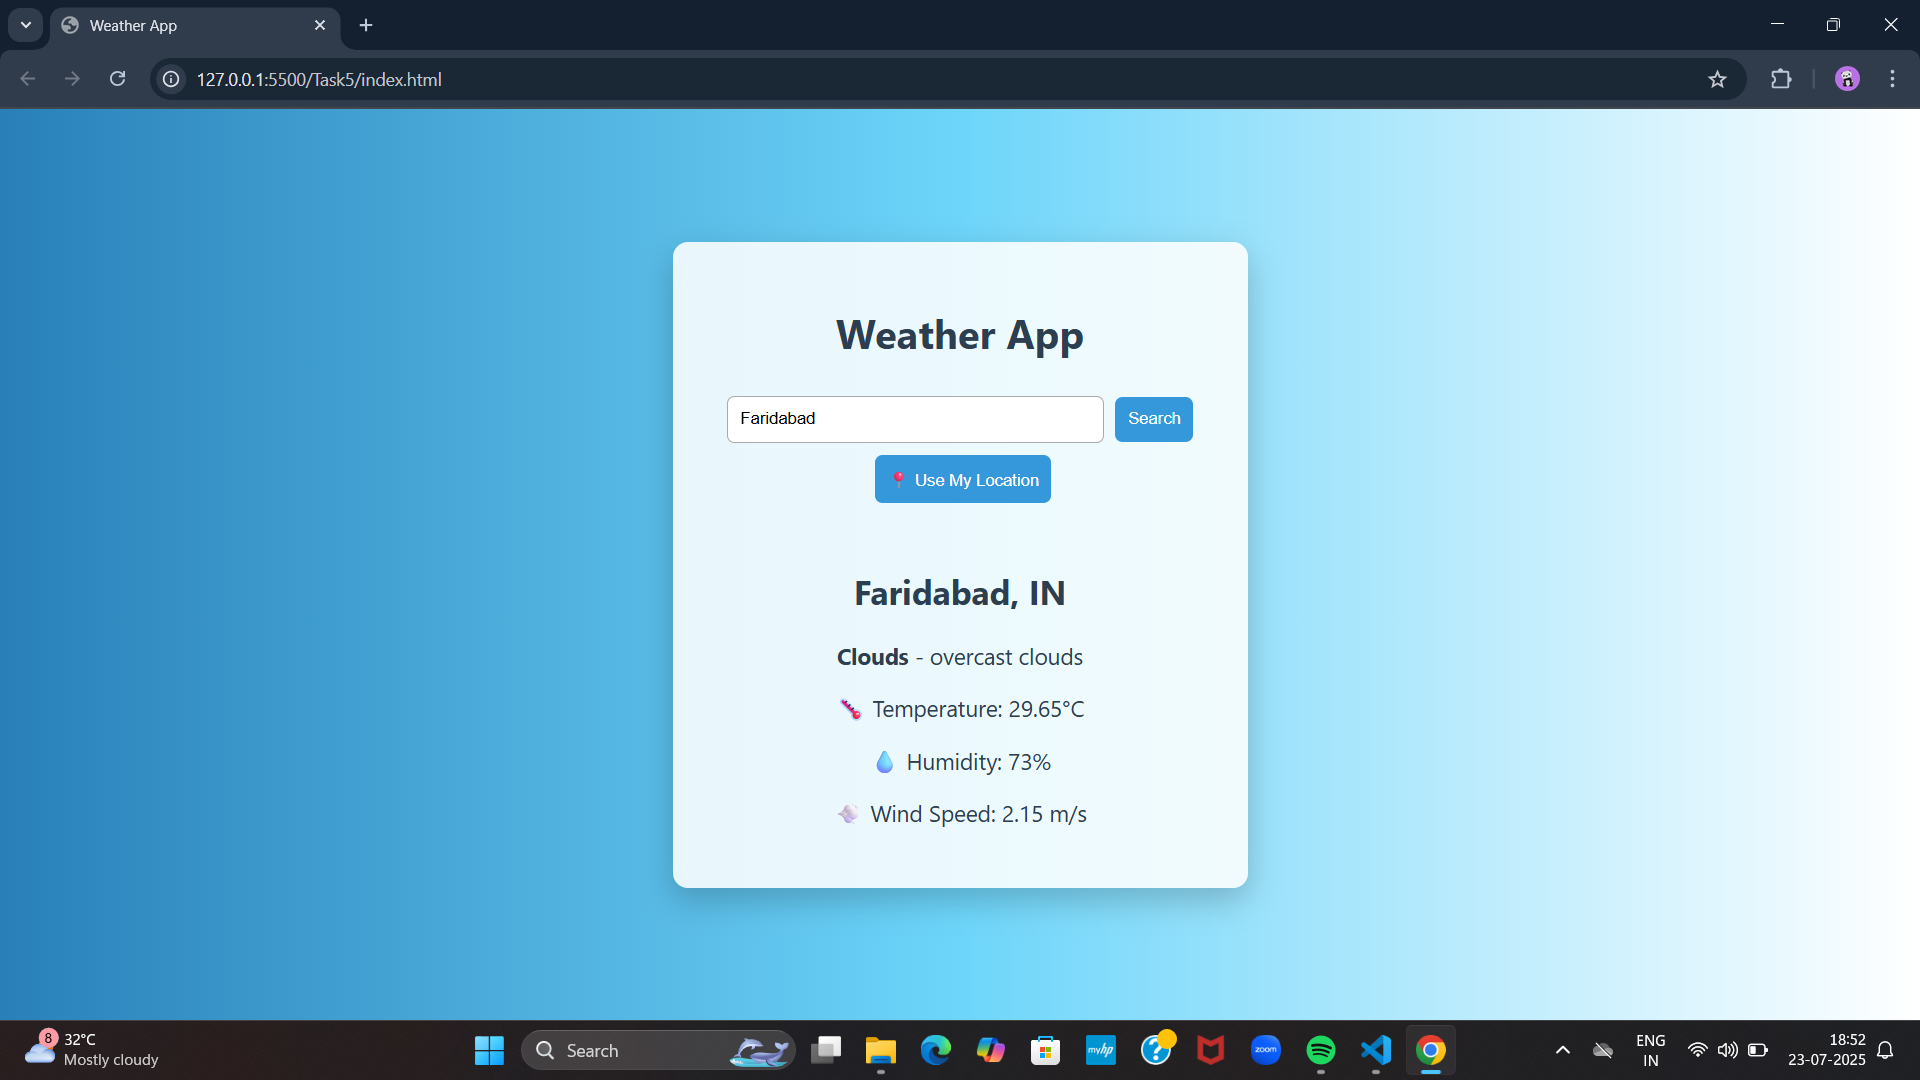 Weather App
127.0.0.1:5500/Task5/index.html
Weather App
Faridabad
Search
📍 Use My Location
Faridabad, IN
Clouds - overcast clouds
🌡️ Temperature: 29.65°C
💧 Humidity: 73%
💨 Wind Speed: 2.15 m/s
8
32°C
Mostly cloudy
Search
myhp
zoom
ENG
IN
18:52
23-07-2025